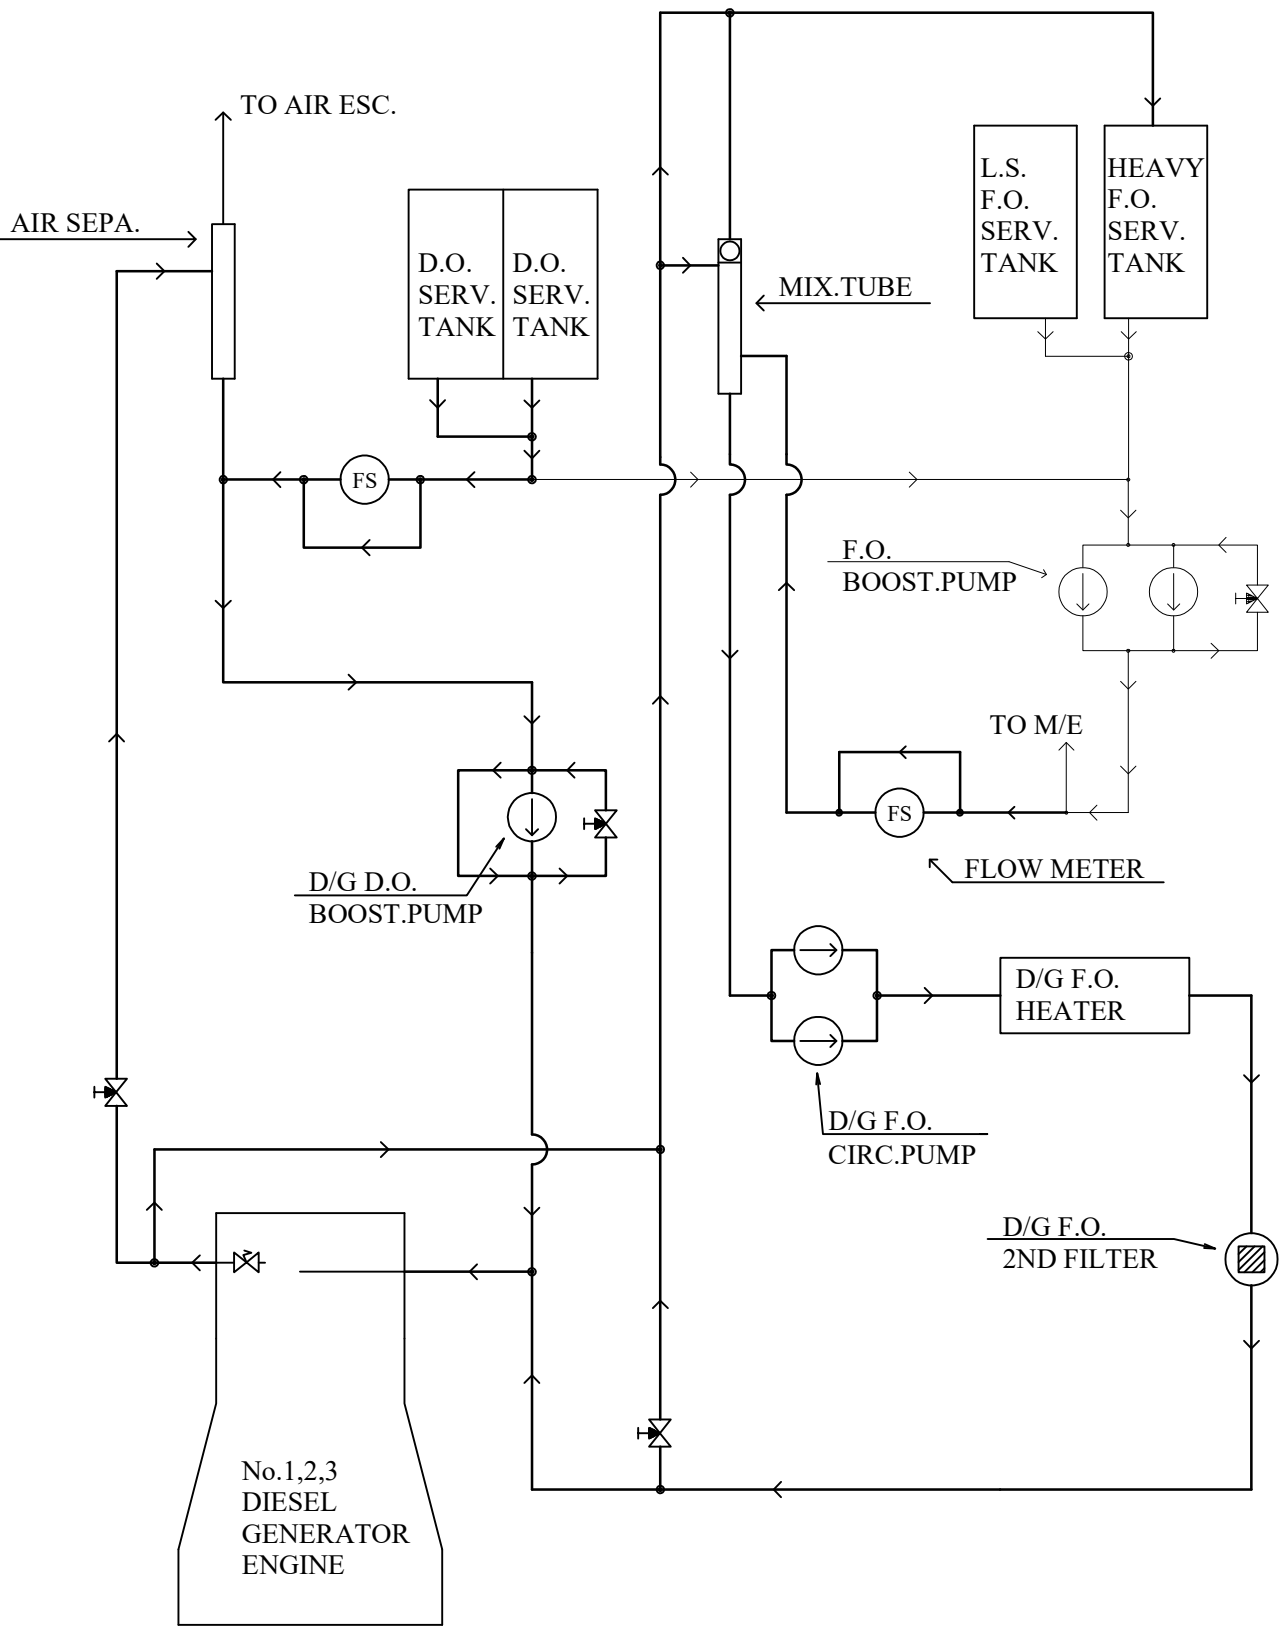 TO AIR ESC.
AIR SEPA.
D.O.
SERV.
TANK
D.O.
SERV.
TANK
MIX.TUBE
L.S.
F.O.
SERV.
TANK
HEAVY
F.O.
SERV.
TANK
FS
F.O.
BOOST.PUMP
TO M/E
FS
FLOW METER
D/G D.O.
BOOST.PUMP
D/G F.O.
HEATER
D/G F.O.
CIRC.PUMP
D/G F.O.
2ND FILTER
No.1,2,3
DIESEL
GENERATOR
ENGINE